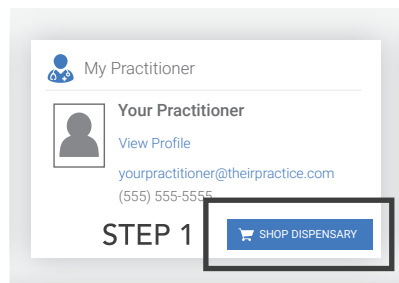 My Practitioner
Your Practitioner
View Profile
yourpractitioner@theirpractice.com
(555) 555-5555
STEP 1
SHOP DISPENSARY